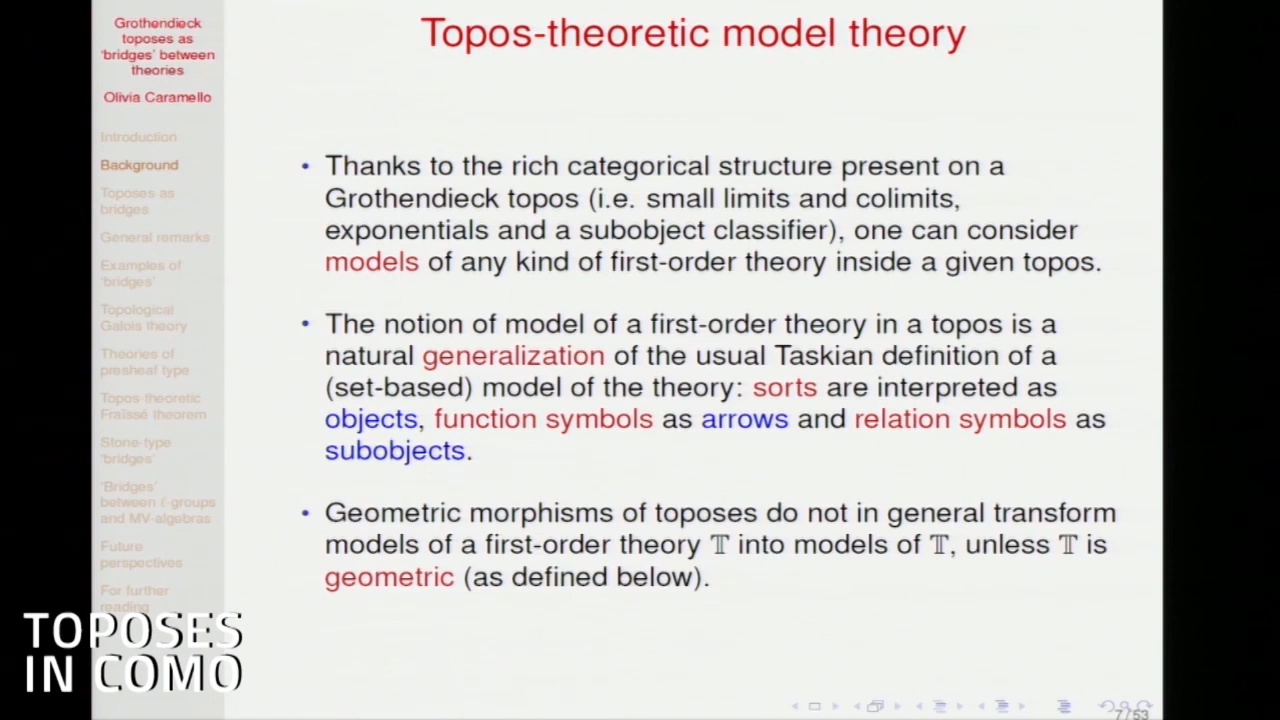 Grothendieck
toposes as
‘bridges’ between
theories
Olivia Caramello
Introduction
Background
Toposes as
bridges
General remarks
Examples of
‘bridges’
Topological
Galois theory
Theories of
presheaf type
Topos-theoretic
Fraïssé theorem
Stone-type
‘bridges’
‘Bridges’
between ℓ-groups
and MV-algebras
Future
perspectives
For further
reading
Topos-theoretic model theory
• Thanks to the rich categorical structure present on a
Grothendieck topos (i.e. small limits and colimits,
exponentials and a subobject classifier), one can consider
models of any kind of first-order theory inside a given topos.
• The notion of model of a first-order theory in a topos is a
natural generalization of the usual Taskian definition of a
(set-based) model of the theory: sorts are interpreted as
objects, function symbols as arrows and relation symbols as
subobjects.
• Geometric morphisms of toposes do not in general transform
models of a first-order theory 𝕋 into models of 𝕋, unless 𝕋 is
geometric (as defined below).
TOPOSES
IN COMO
7/53